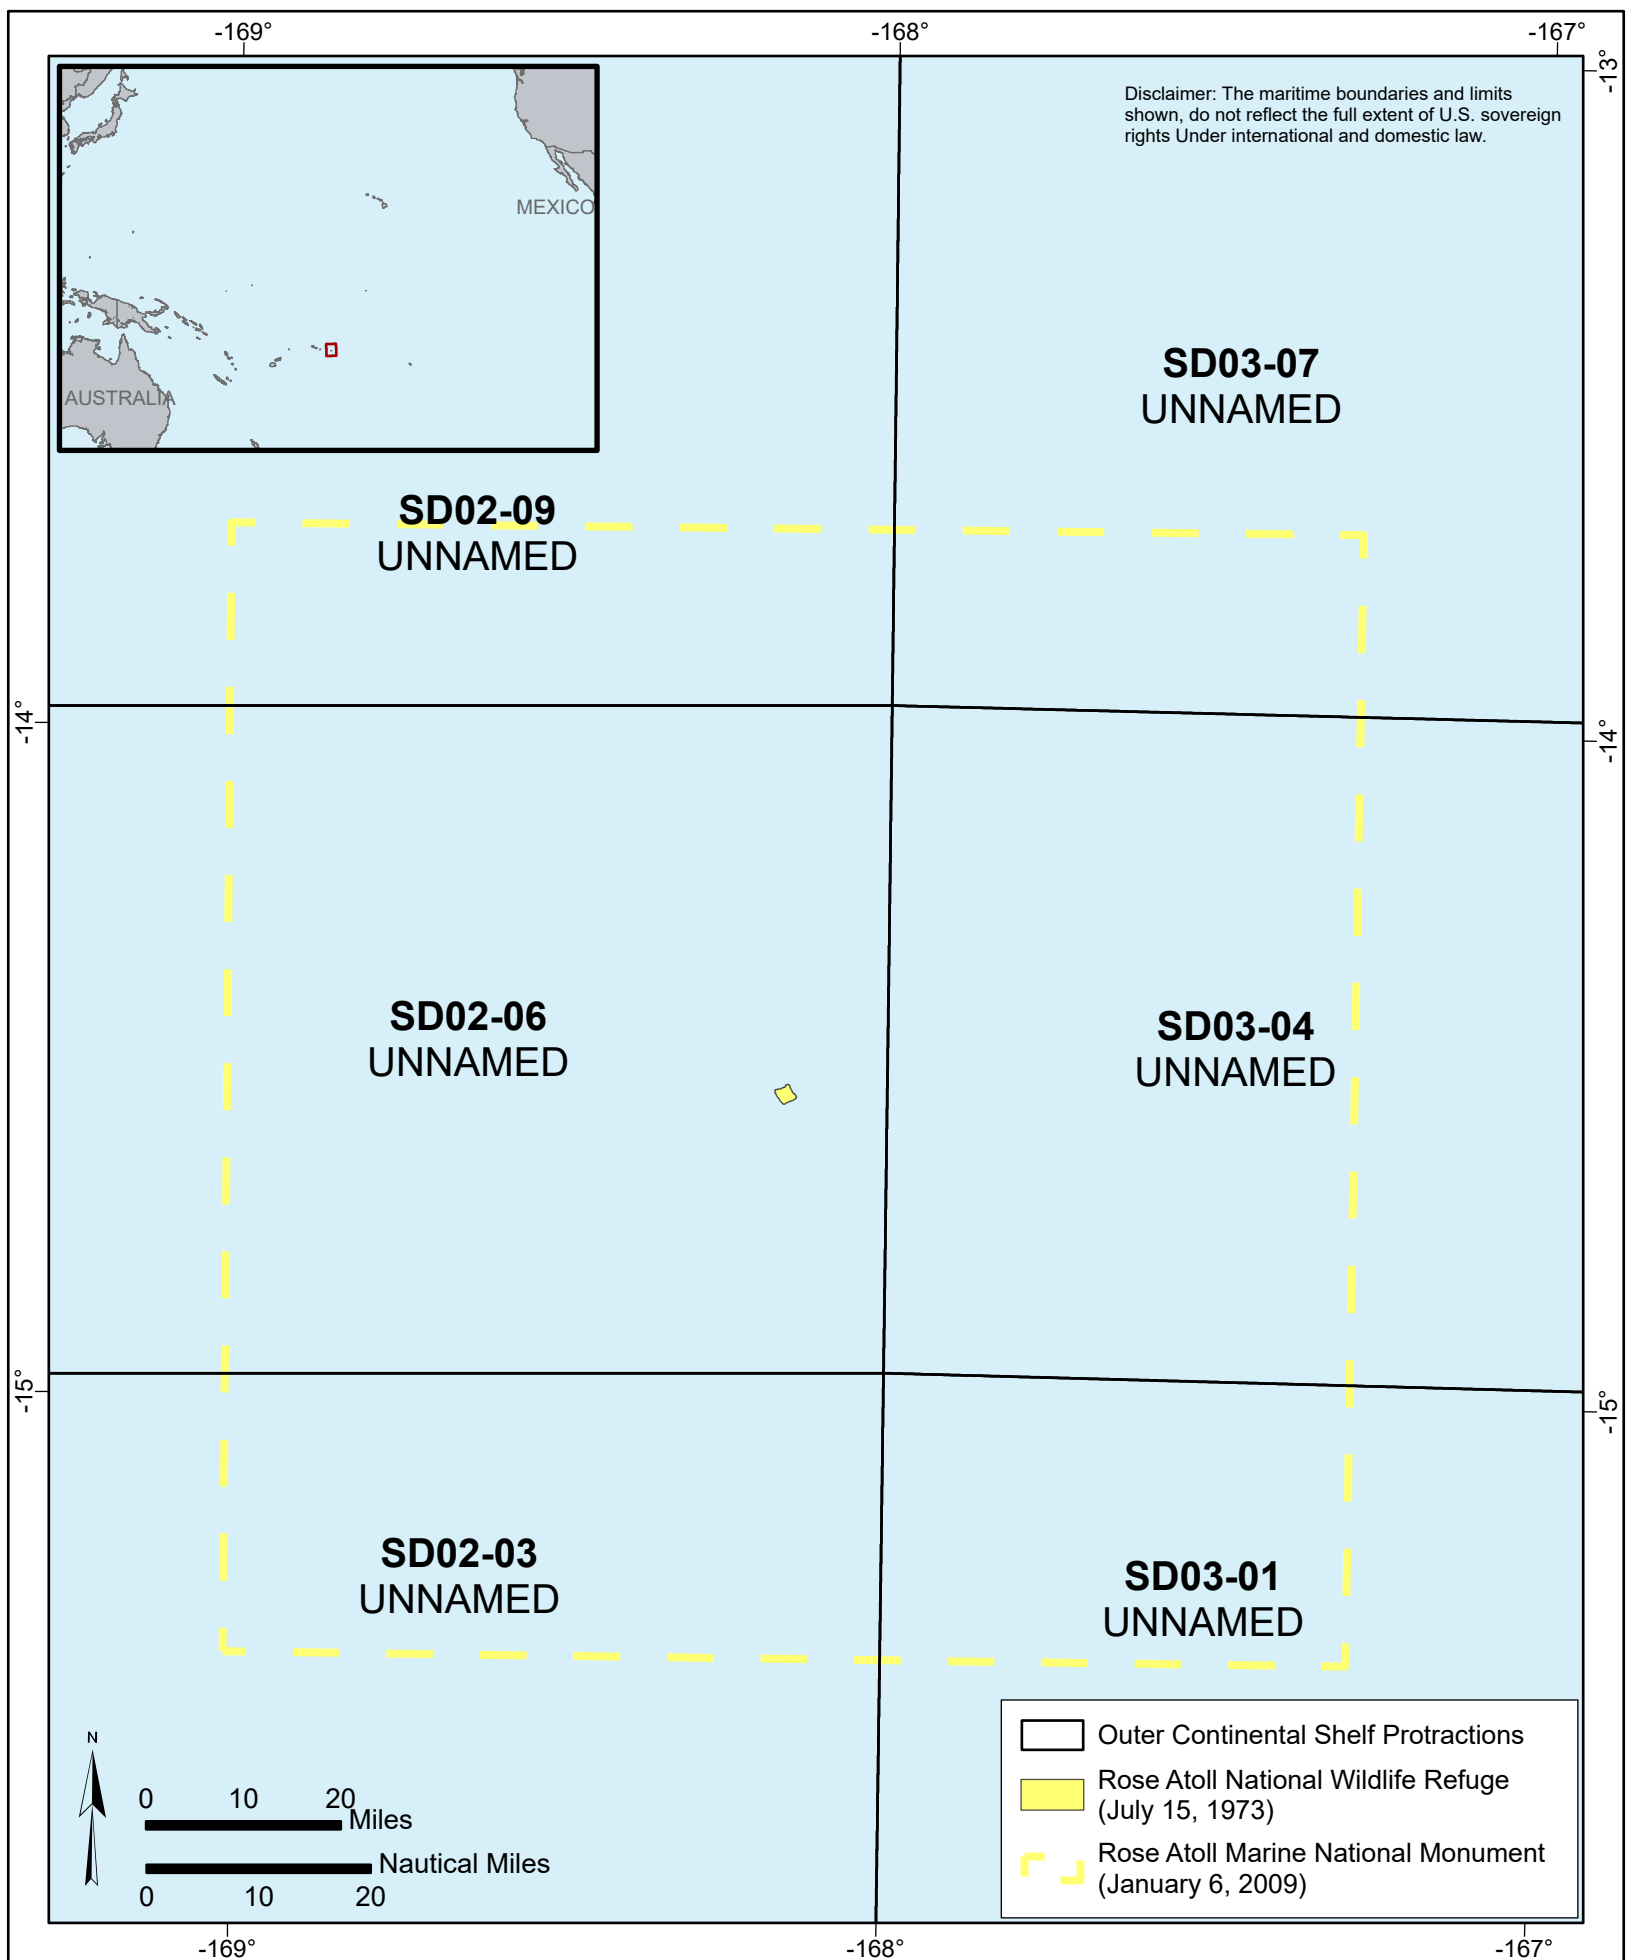 -169°
-168°
-167°
-13°
Disclaimer: The maritime boundaries and limits
shown, do not reflect the full extent of U.S. sovereign
rights Under international and domestic law.
MEXICO
AUSTRALIA
SD03-07
UNNAMED
SD02-09
UNNAMED
-14°
-14°
SD02-06
UNNAMED
SD03-04
UNNAMED
-15°
-15°
SD02-03
UNNAMED
SD03-01
UNNAMED
N
0 10 20
Miles
Nautical Miles
0 10 20
Outer Continental Shelf Protractions
Rose Atoll National Wildlife Refuge
(July 15, 1973)
Rose Atoll Marine National Monument
(January 6, 2009)
-169°
-168°
-167°